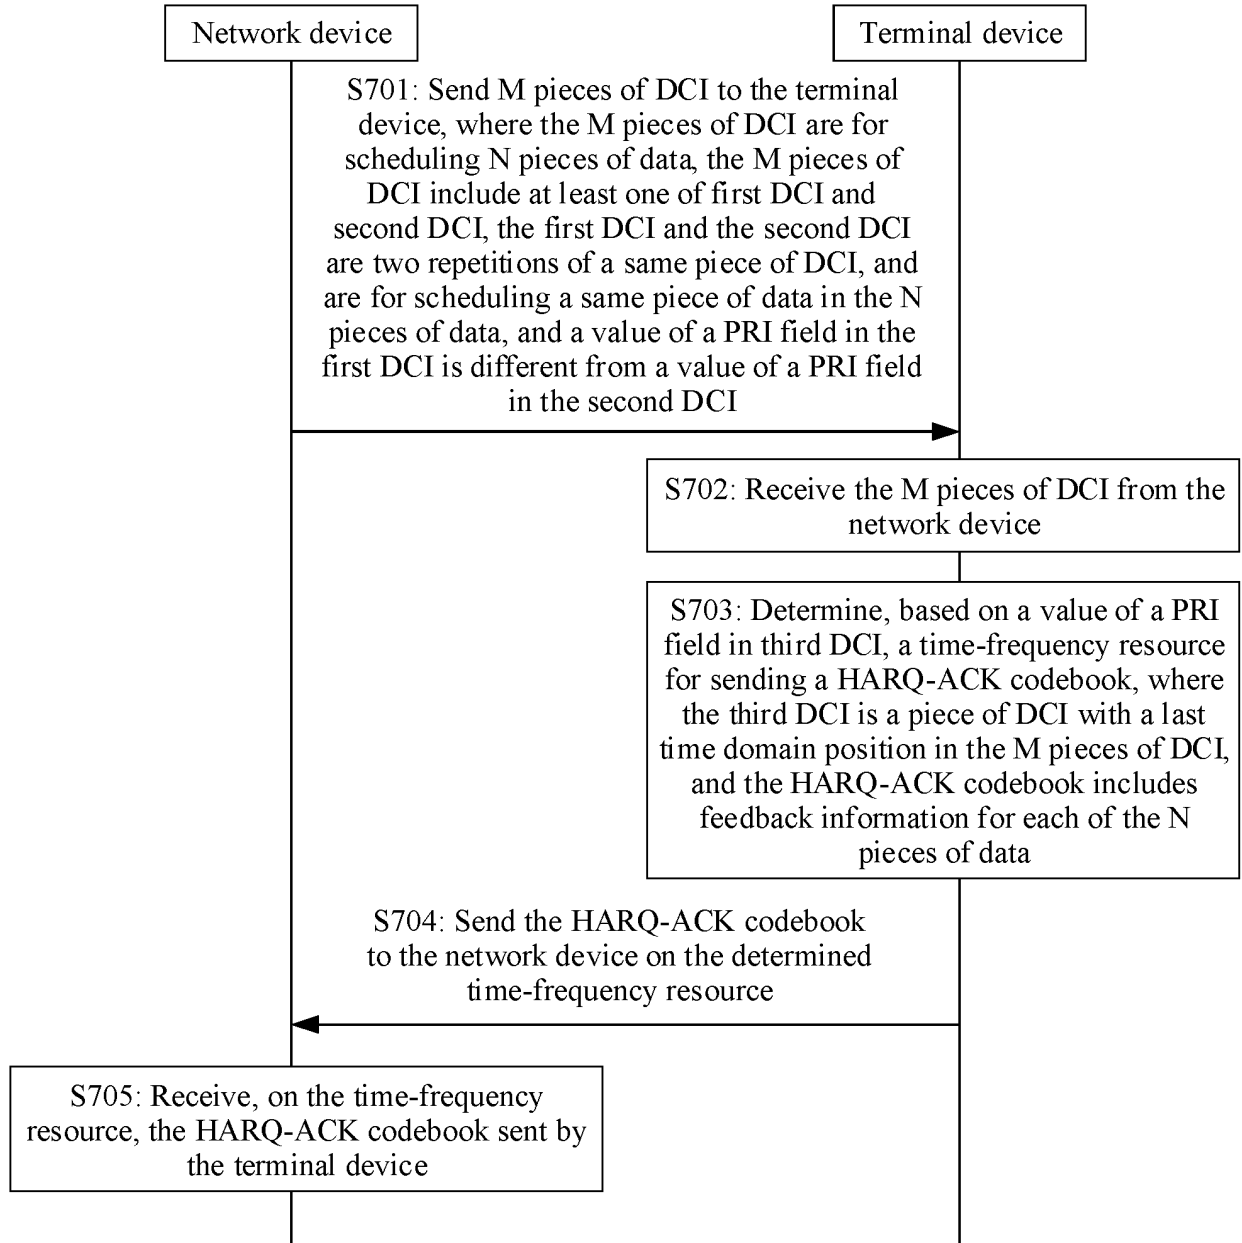 Network device
Terminal device
S701: Send M pieces of DCI to the terminal
device, where the M pieces of DCI are for
scheduling N pieces of data, the M pieces of
DCI include at least one of first DCI and
second DCI, the first DCI and the second DCI
are two repetitions of a same piece of DCI, and
are for scheduling a same piece of data in the N
pieces of data, and a value of a PRI field in the
first DCI is different from a value of a PRI field
in the second DCI
S702: Receive the M pieces of DCI from the
network device
S703: Determine, based on a value of a PRI
field in third DCI, a time-frequency resource
for sending a HARQ-ACK codebook, where
the third DCI is a piece of DCI with a last
time domain position in the M pieces of DCI,
and the HARQ-ACK codebook includes
feedback information for each of the N
pieces of data
S704: Send the HARQ-ACK codebook
to the network device on the determined
time-frequency resource
S705: Receive, on the time-frequency
resource, the HARQ-ACK codebook sent by
the terminal device